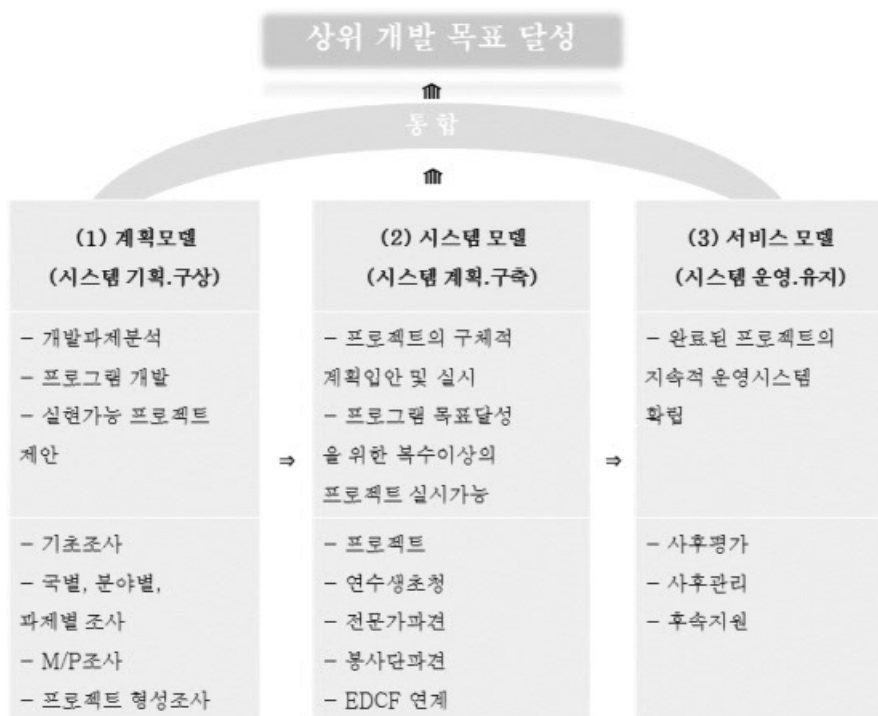 상위 개발 목표 달성
⇧
통합
⇧
(1) 계획모델
(시스템 기획.구상)
- 개발과제분석
- 프로그램 개발
- 실현가능 프로젝트
제안
- 기초조사
- 국별, 분야별,
과제별 조사
- M/P조사
- 프로젝트 형성조사
⇒
(2) 시스템 모델
(시스템 계획.구축)
- 프로젝트의 구체적
계획입안 및 실시
- 프로그램 목표달성
을 위한 복수이상의
프로젝트 실시가능
- 프로젝트
- 연수생초청
- 전문가파견
- 봉사단파견
- EDCF 연계
⇒
(3) 서비스 모델
(시스템 운영.유지)
- 완료된 프로젝트의
지속적 운영시스템
확립
- 사후평가
- 사후관리
- 후속지원